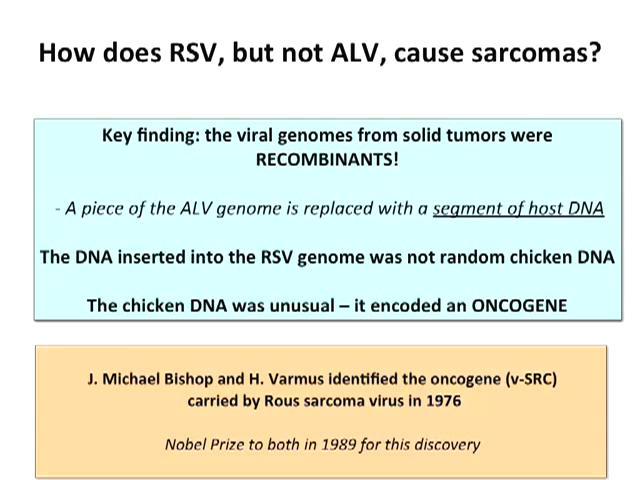 How does RSV, but not ALV, cause sarcomas?
Key finding: the viral genomes from solid tumors were
RECOMBINANTS!
- A piece of the ALV genome is replaced with a segment of host DNA
The DNA inserted into the RSV genome was not random chicken DNA
The chicken DNA was unusual – it encoded an ONCOGENE
J. Michael Bishop and H. Varmus identified the oncogene (v-SRC)
carried by Rous sarcoma virus in 1976
Nobel Prize to both in 1989 for this discovery